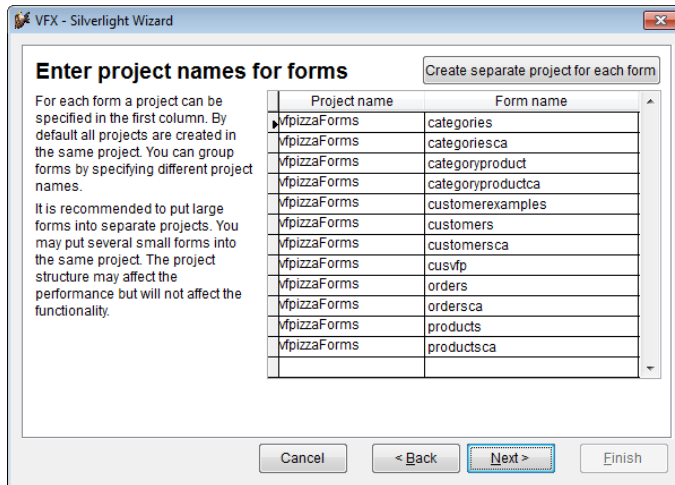 VFX - Silverlight Wizard
Enter project names for forms
Create separate project for each form
For each form a project can be
specified in the first column. By
default all projects are created in
the same project. You can group
forms by specifying different project
names.
It is recommended to put large
forms into separate projects. You
may put several small forms into
the same project. The project
structure may affect the
performance but will not affect the
functionality.
Project name Form name
vfpizzaForms categories
vfpizzaForms categoriesca
vfpizzaForms categoryproduct
vfpizzaForms categoryproductca
vfpizzaForms customerexamples
vfpizzaForms customers
vfpizzaForms customersca
vfpizzaForms cusvfp
vfpizzaForms orders
vfpizzaForms ordersca
vfpizzaForms products
vfpizzaForms productsca
Cancel < Back Next > Finish